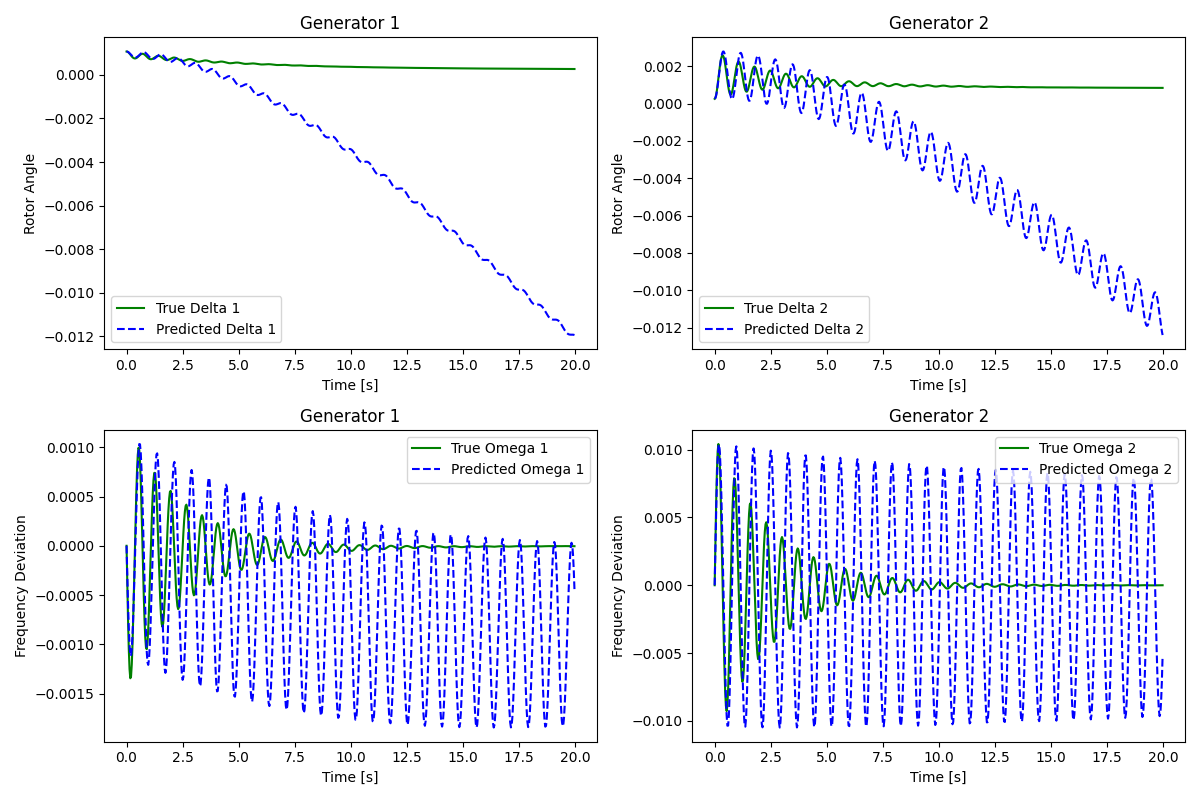 Generator 1
Rotor Angle
0.000
−0.002
−0.004
−0.006
−0.008
−0.010
−0.012
True Delta 1
Predicted Delta 1
0.0 2.5 5.0 7.5 10.0 12.5 15.0 17.5 20.0
Time [s]
Generator 2
Rotor Angle
0.002
0.000
−0.002
−0.004
−0.006
−0.008
−0.010
−0.012
True Delta 2
Predicted Delta 2
0.0 2.5 5.0 7.5 10.0 12.5 15.0 17.5 20.0
Time [s]
Generator 1
Frequency Deviation
0.0010
0.0005
0.0000
−0.0005
−0.0010
−0.0015
True Omega 1
Predicted Omega 1
0.0 2.5 5.0 7.5 10.0 12.5 15.0 17.5 20.0
Time [s]
Generator 2
Frequency Deviation
0.010
0.005
0.000
−0.005
−0.010
True Omega 2
Predicted Omega 2
0.0 2.5 5.0 7.5 10.0 12.5 15.0 17.5 20.0
Time [s]